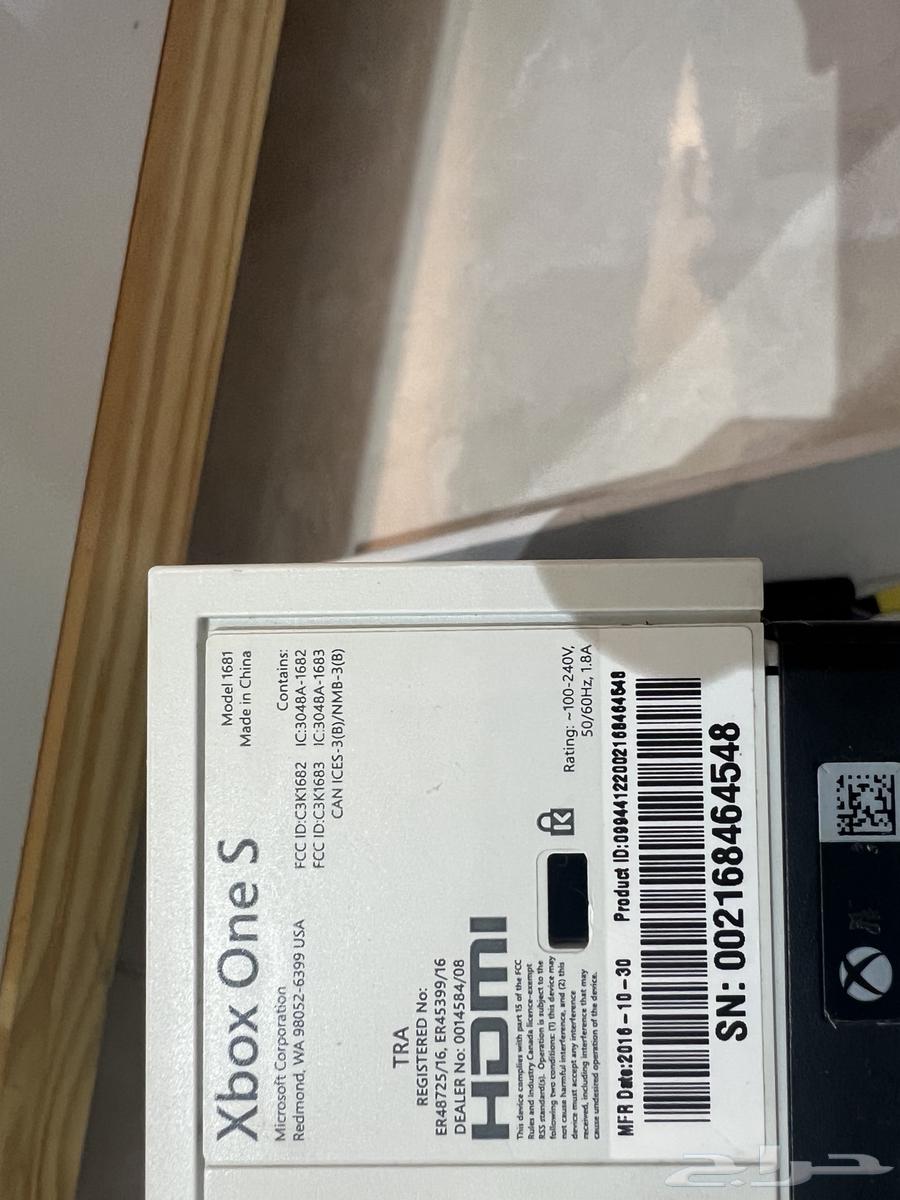 Xbox One S
Model 1681
Made in China
Microsoft Corporation
Redmond, WA 98052-6399 USA
Contains:
FCC ID:C3K1682 IC:3048A-1682
FCC ID:C3K1683 IC:3048A-1683
CAN ICES-3(B)/NMB-3(B)
TRA
REGISTERED No:
ER48725/16, ER45399/16
DEALER No: 0014584/08
HDMI
This device complies with part 15 of the FCC
Rules and Industry Canada licence-exempt
RSS standard(s). Operation is subject to the
following two conditions: (1) this device may
not cause harmful interference, and (2) this
device must accept any interference
received, including interference that may
cause undesired operation of the device.
Rating: ~100-240V,
50/60Hz, 1.8A
MFR Date:2016-10-30 Product ID:0994412200216846454​8
SN: 002168464548
حراج